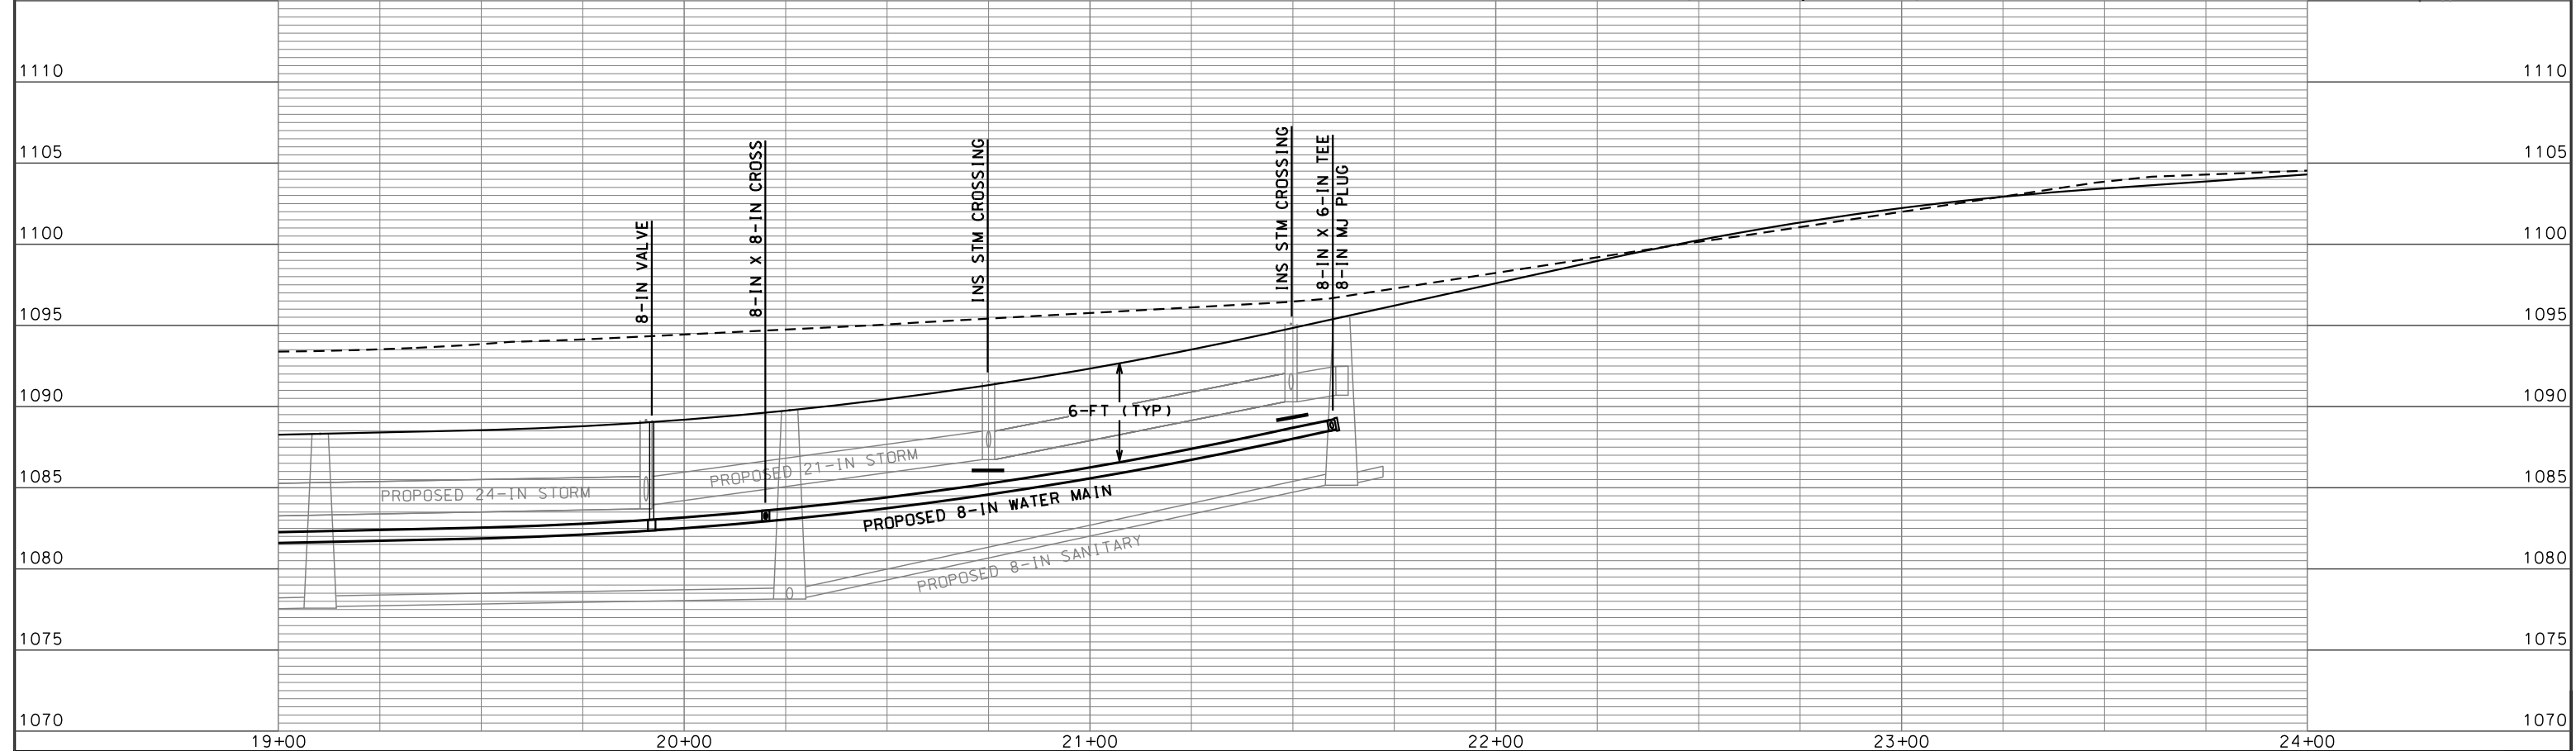 1110
1110
1105
1105
8-IN VALVE
8-IN X 8-IN CROSS
INS STM CROSSING
INS STM CROSSING
8-IN X 6-IN TEE
8-IN MJ PLUG
1100
1100
1095
1095
1090
1090
6-FT (TYP)
1085
1085
PROPOSED 24-IN STORM
PROPOSED 21-IN STORM
PROPOSED 8-IN WATER MAIN
1080
1080
PROPOSED 8-IN SANITARY
1075
1075
1070
1070
19+00
20+00
21+00
22+00
23+00
24+00